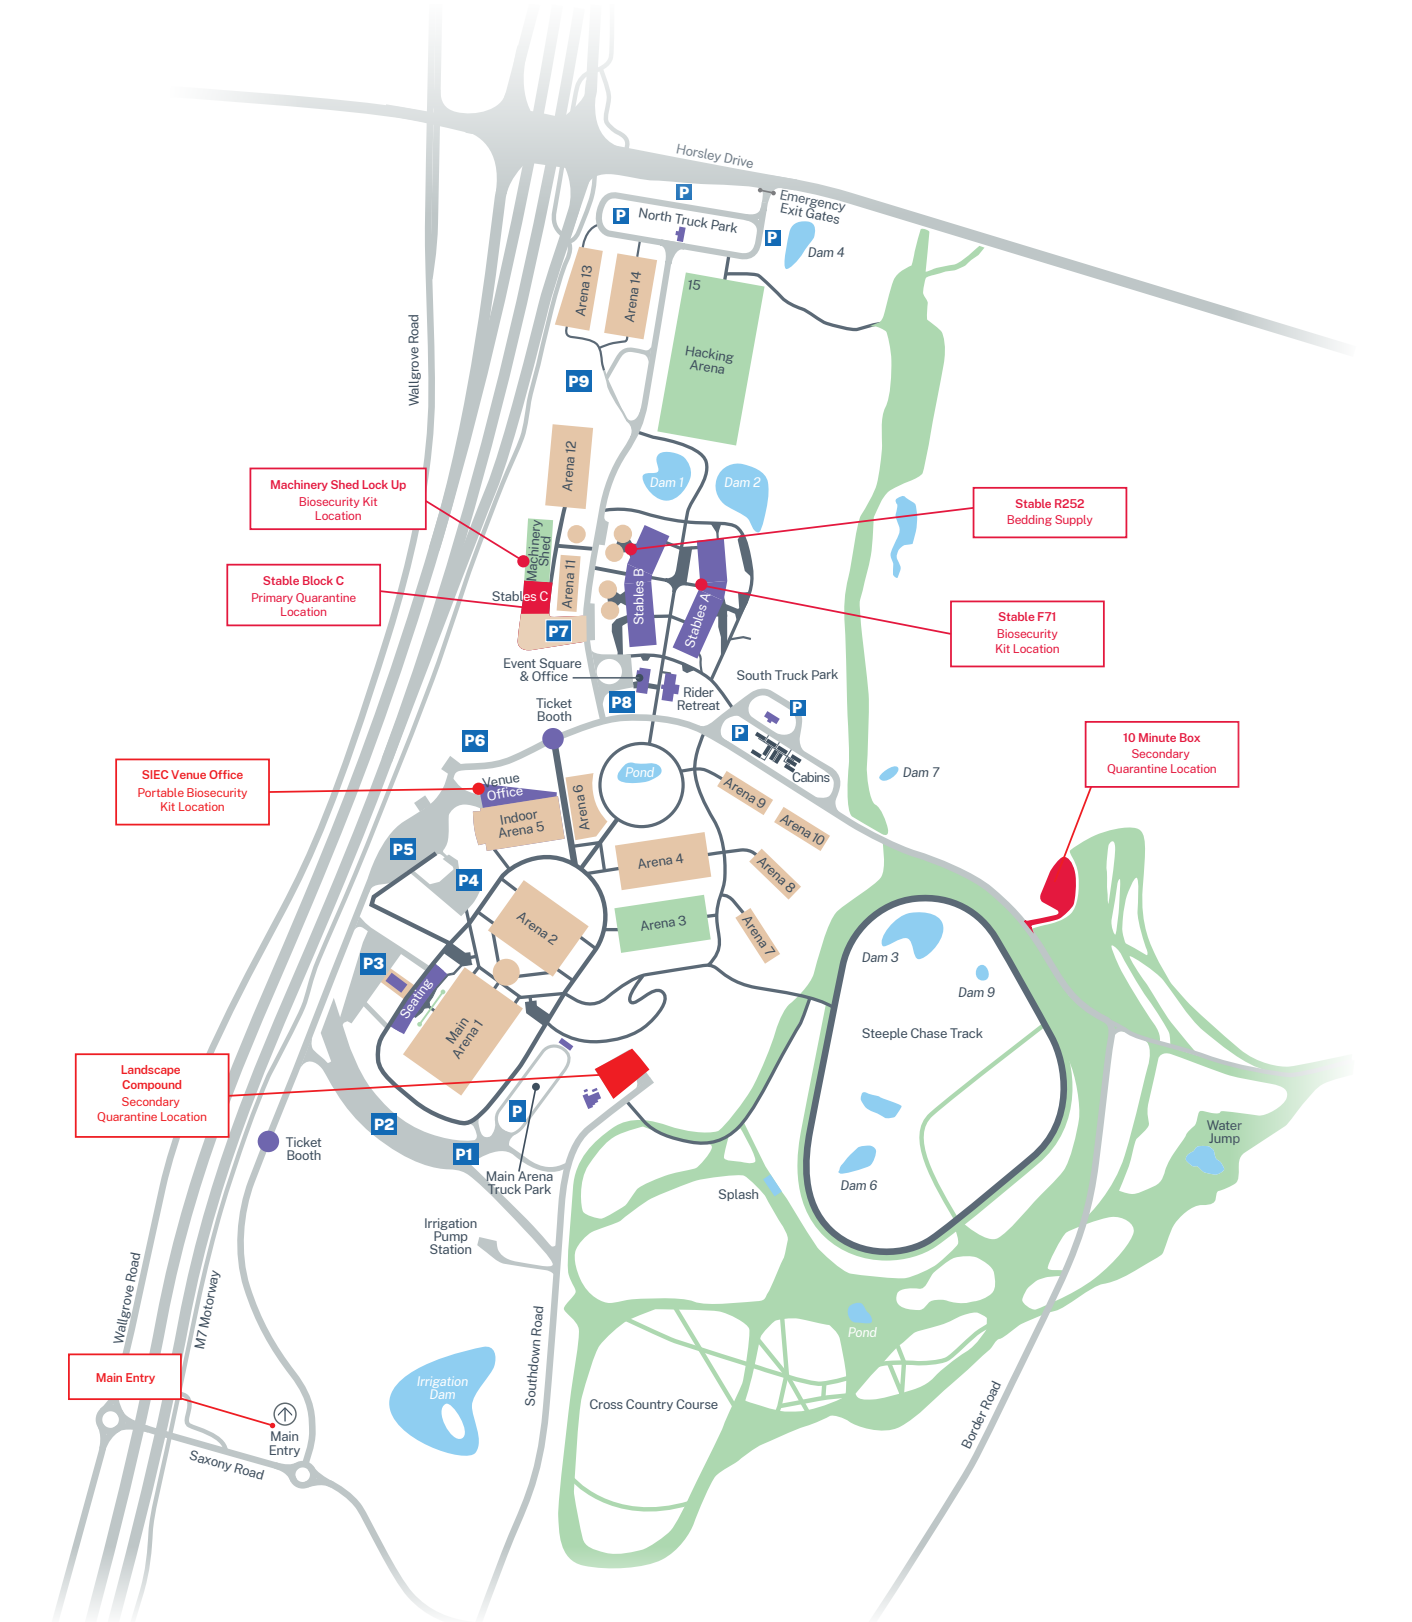 Horsley Drive
Emergency
Exit Gates
P
P
North Truck Park
P
Dam 4
Arena 13
Arena 14
15
Hacking
Arena
Wallgrove Road
P9
Arena 12
Dam 1
Dam 2
Machinery Shed Lock Up
Biosecurity Kit
Location
Stable R252
Bedding Supply
Machinery
Shed
Stable Block C
Primary Quarantine
Location
Stables C
Arena 11
Stables B
Stables A
Stable F71
Biosecurity
Kit Location
P7
Event Square
& Office
P8
Rider
Retreat
South Truck Park
P
P
Cabins
Ticket
Booth
P6
10 Minute Box
Secondary
Quarantine Location
SIEC Venue Office
Portable Biosecurity
Kit Location
Venue
Office
Indoor
Arena 5
Arena 6
Pond
Dam 7
Arena 9
Arena 10
P5
P4
Arena 4
Arena 8
Arena 2
Arena 3
Arena 7
P3
Seating
Main
Arena 1
Dam 3
Dam 9
Steeple Chase Track
Landscape
Compound
Secondary
Quarantine Location
P2
P
P1
Ticket
Booth
Main Arena
Truck Park
Water
Jump
Splash
Dam 6
Irrigation
Pump
Station
Wallgrove Road
M7 Motorway
Southdown Road
Pond
Main Entry
Irrigation
Dam
Cross Country Course
Border Road
Main
Entry
Saxony Road